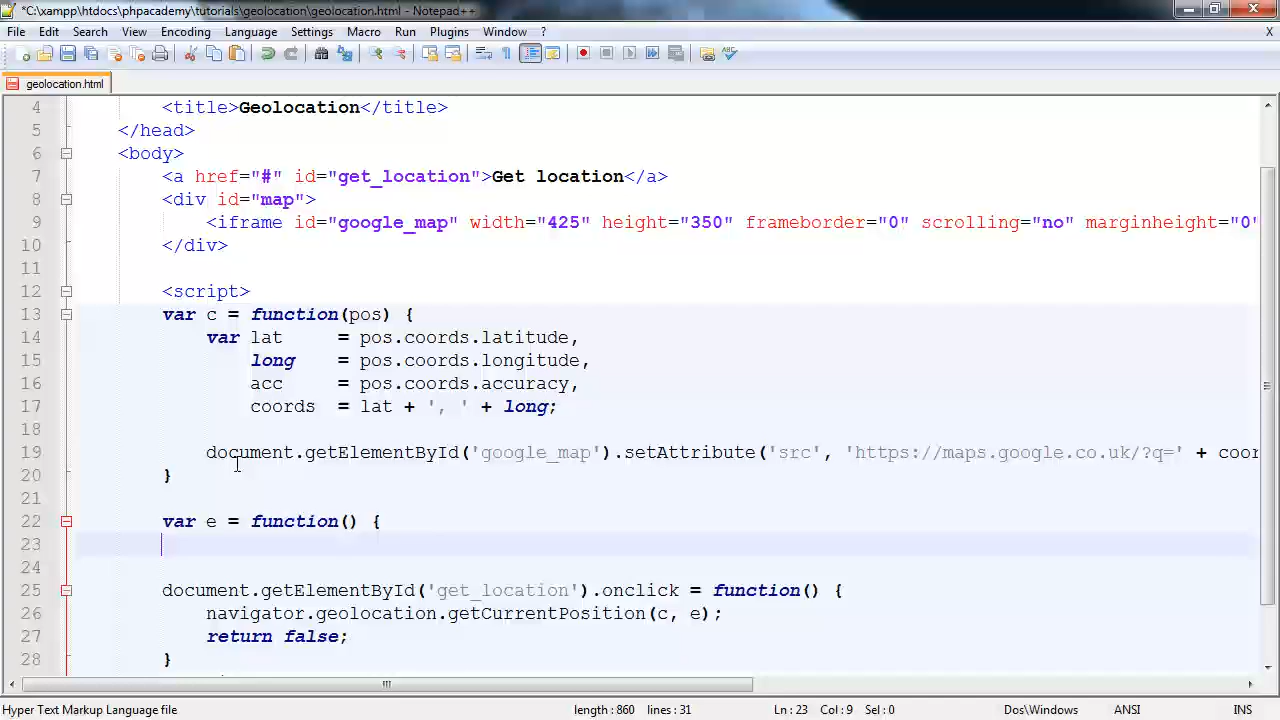 *C:\xampp\htdocs\phpacademy\tutorials\geolocation\geolocation.html - Notepad++
File Edit Search View Encoding Language Settings Macro Run Plugins Window ? X
geolocation.html
4 <title>Geolocation</title>
5 </head>
6 <body>
7 <a href="#" id="get_location">Get location</a>
8 <div id="map">
9 <iframe id="google_map" width="425" height="350" frameborder="0" scrolling="no" marginheight="0"
10 </div>
11
12 <script>
13 var c = function(pos) {
14 var lat = pos.coords.latitude,
15 long = pos.coords.longitude,
16 acc = pos.coords.accuracy,
17 coords = lat + ', ' + long;
18
19 document.getElementById('google_map').setAttribute('src', 'https://maps.google.co.uk/?q=' + coor
20 }
21
22 var e = function() {
23
24
25 document.getElementById('get_location').onclick = function() {
26 navigator.geolocation.getCurrentPosition(c, e);
27 return false;
28 }
Hyper Text Markup Language file length : 860 lines : 31 Ln : 23 Col : 9 Sel : 0 Dos\Windows ANSI INS